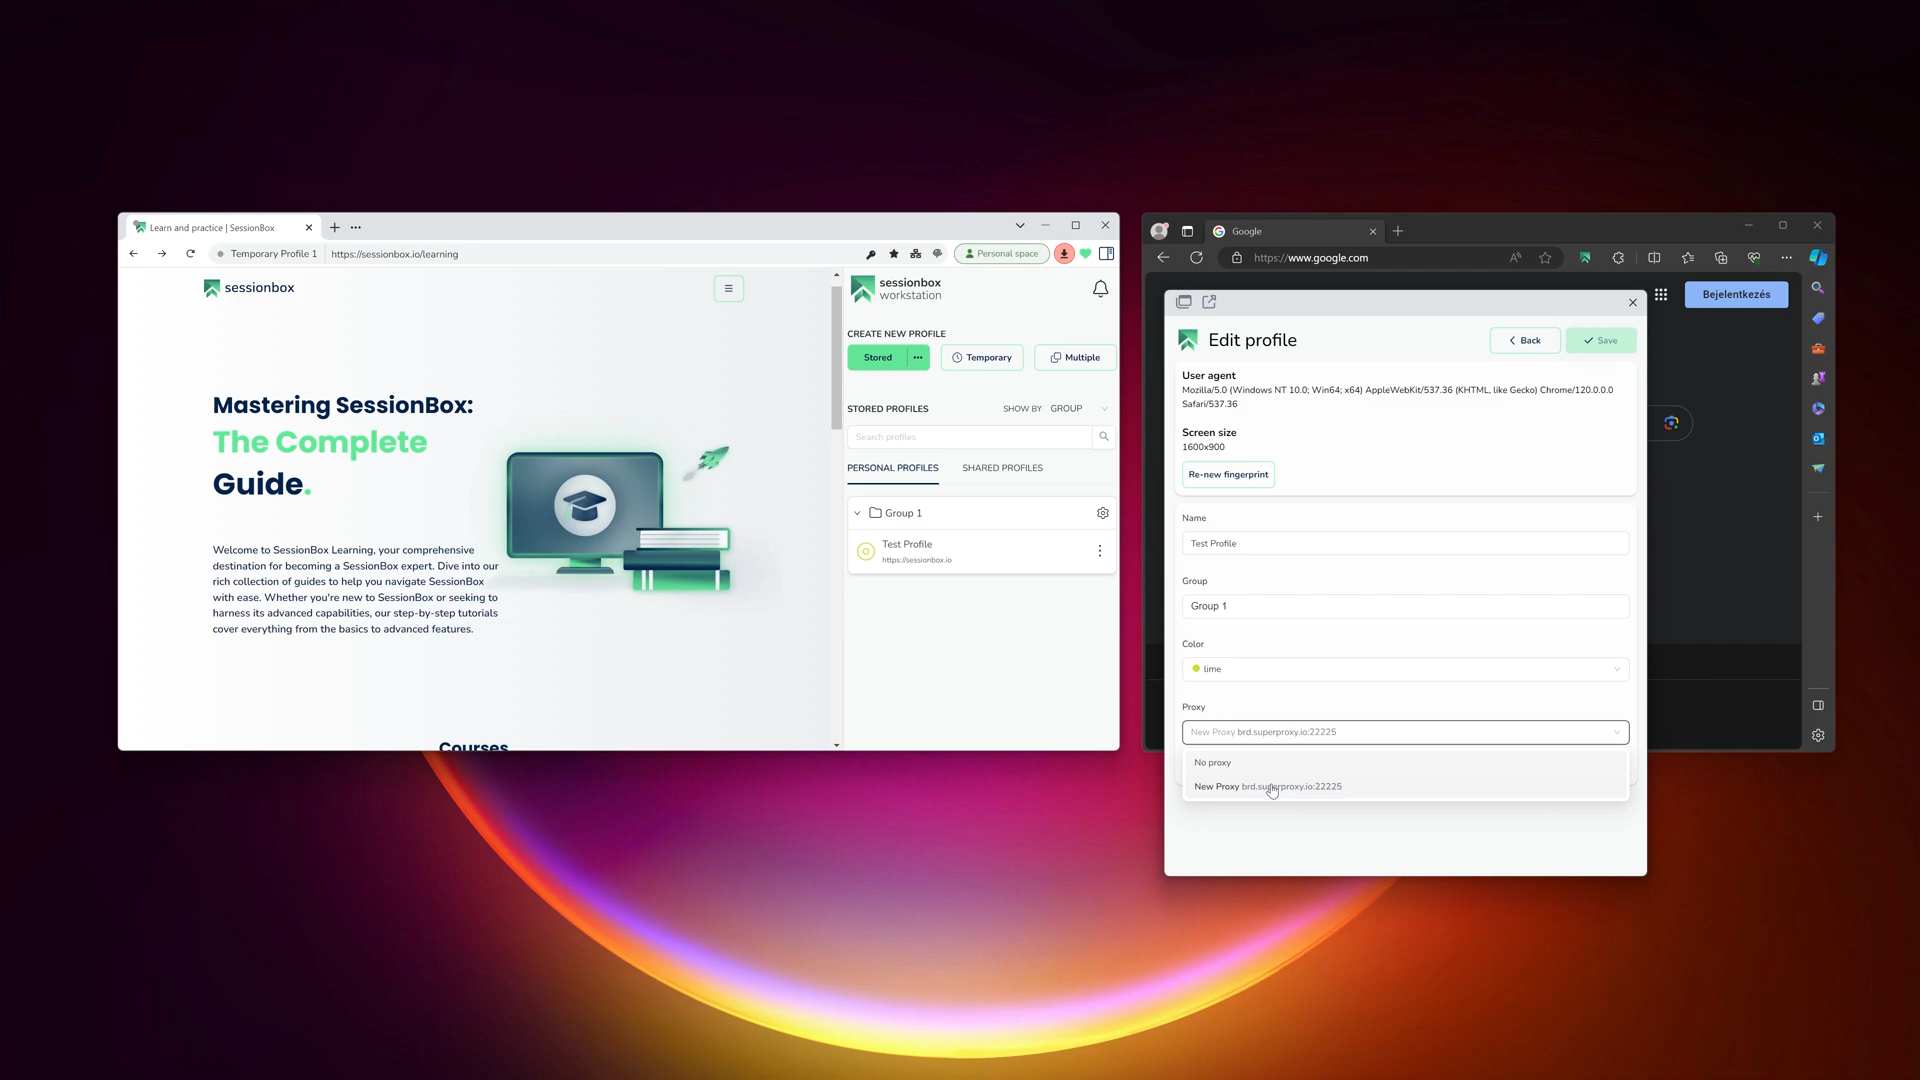 Learn and practice | SessionBox
Temporary Profile 1
https://sessionbox.io/learning
Personal space
sessionbox
Mastering SessionBox:
The Complete
Guide.
Welcome to SessionBox Learning, your comprehensive
destination for becoming a SessionBox expert. Dive into our
rich collection of guides to help you navigate SessionBox
with ease. Whether you're new to SessionBox or seeking to
harness its advanced capabilities, our step-by-step tutorials
cover everything from the basics to advanced features.
Courses
sessionbox
workstation
CREATE NEW PROFILE
Stored
Temporary
Multiple
STORED PROFILES
SHOW BY GROUP
Search profiles
PERSONAL PROFILES
SHARED PROFILES
Group 1
Test Profile
https://sessionbox.io
Google
https://www.google.com
Bejelentkezés
Edit profile
Back
Save
User agent
Mozilla/5.0 (Windows NT 10.0; Win64; x64) AppleWebKit/537.36 (KHTML, like Gecko) Chrome/120.0.0.0
Safari/537.36
Screen size
1600x900
Re-new fingerprint
Name
Test Profile
Group
Group 1
Color
lime
Proxy
New Proxy brd.superproxy.io:22225
No proxy
New Proxy brd.superproxy.io:22225